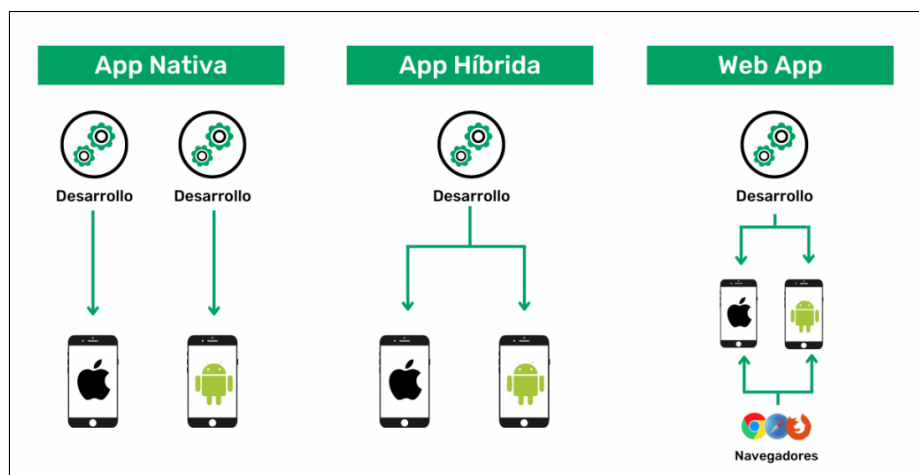 App Nativa
Desarrollo
Desarrollo
App Híbrida
Desarrollo
Web App
Desarrollo
Navegadores